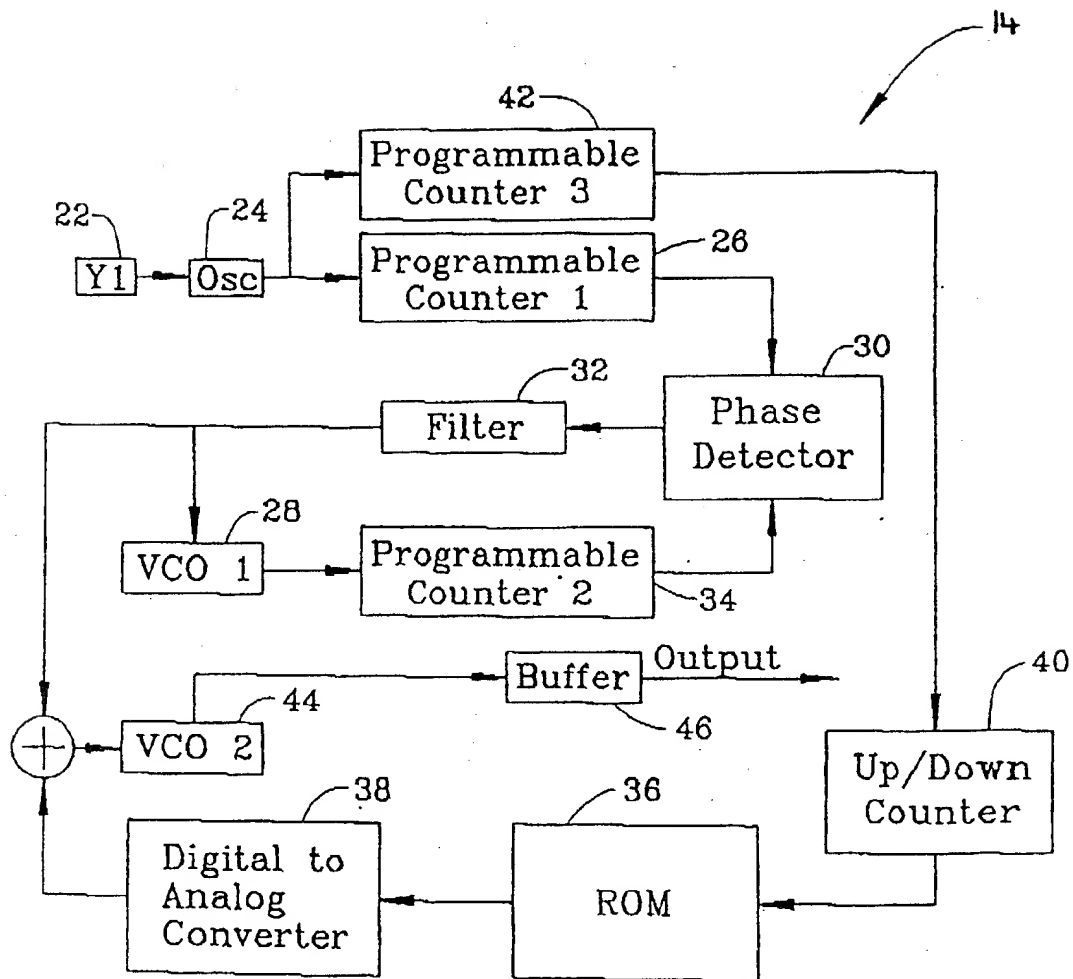 14
42
Programmable
Counter 3
22
24
26
Y1
Osc
Programmable
Counter 1
30
32
Filter
Phase
Detector
28
VCO 1
Programmable
Counter 2
34
Output
Buffer
46
40
44
VCO 2
Up/Down
Counter
38
36
Digital to
Analog
Converter
ROM